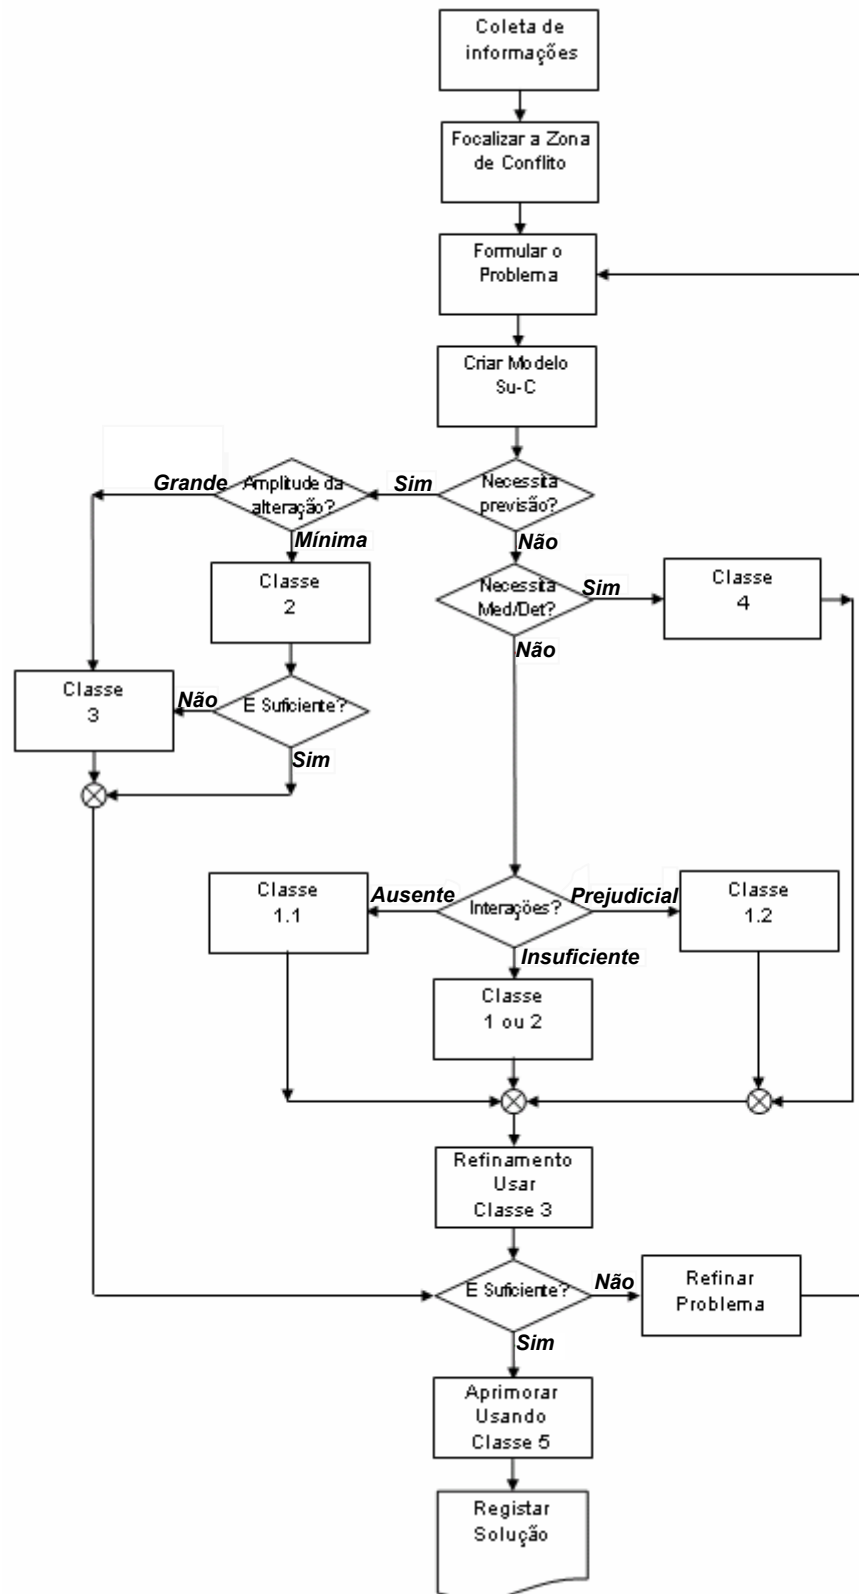 Coleta de
informações
Focalizar a Zona
de Conflito
Formular o
Problema
Criar Modelo
Su-C
Grande
Amplitude da
alteração?
Sim
Necessita
previsão?
Mínima
Não
Classe
2
Necessita
Med/Det?
Sim
Classe
4
Não
Classe
3
Não
E Suficiente?
Sim
Classe
1.1
Ausente
Interações?
Prejudicial
Classe
1.2
Insuficiente
Classe
1 ou 2
Refinamento
Usar
Classe 3
E Suficiente?
Não
Refinar
Problema
Sim
Aprimorar
Usando
Classe 5
Registar
Solução